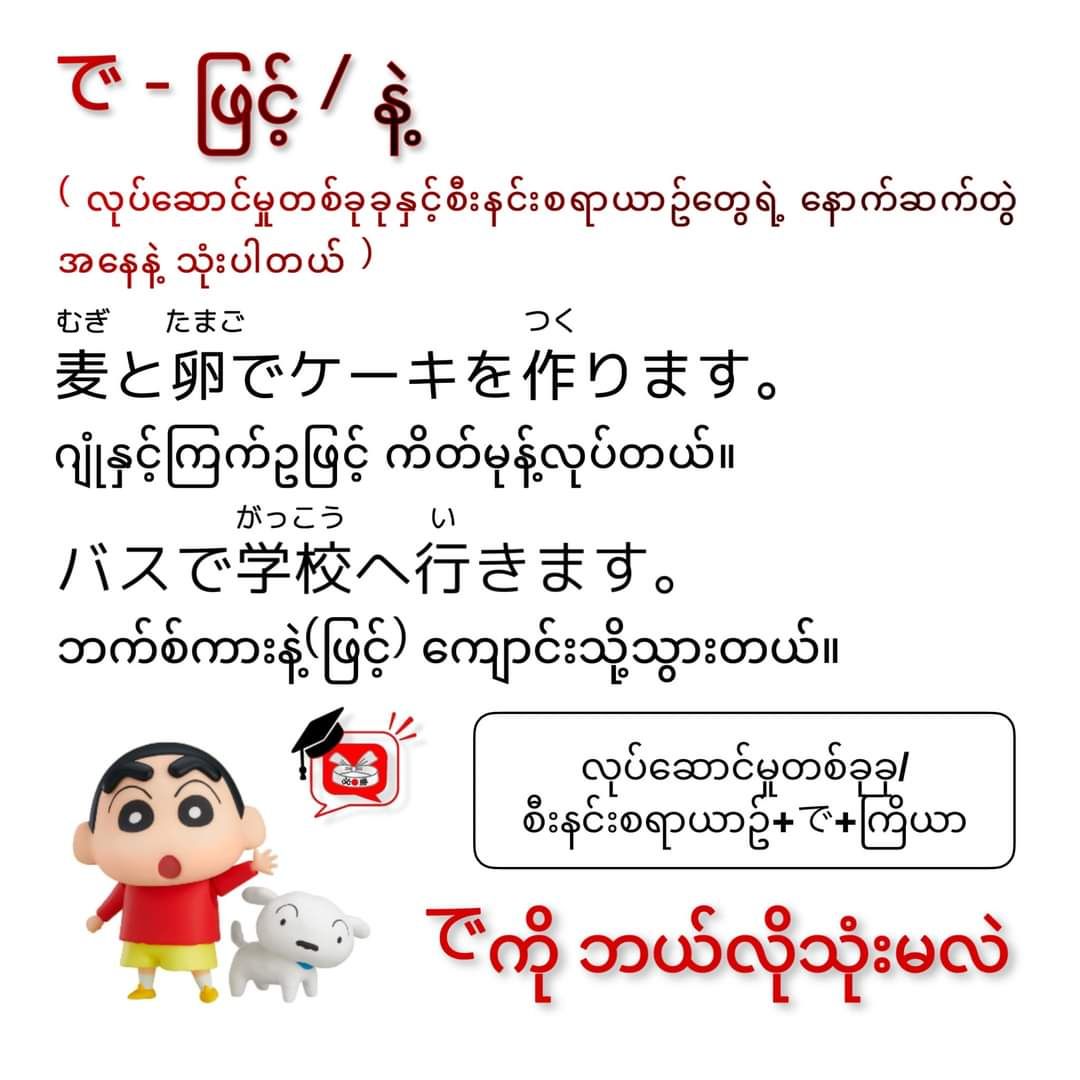 で - ဖြင့် / နဲ့
( လုပ်ဆောင်မှုတစ်ခုခုနှင့်စီးနင်းစရာယာဉ်တွေရဲ့ နောက်ဆက်တွဲ
အနေနဲ့ သုံးပါတယ် )
むぎ たまご つく
麦と卵でケーキを作ります。
ဂျုံနှင့်ကြက်ဥဖြင့် ကိတ်မုန့်လုပ်တယ်။
がっこう い
バスで学校へ行きます。
ဘက်စ်ကားနဲ့(ဖြင့်) ကျောင်းသို့သွားတယ်။
必勝
လုပ်ဆောင်မှုတစ်ခုခု/
စီးနင်းစရာယာဉ်+で+ကြိယာ
でကို ဘယ်လိုသုံးမလဲ